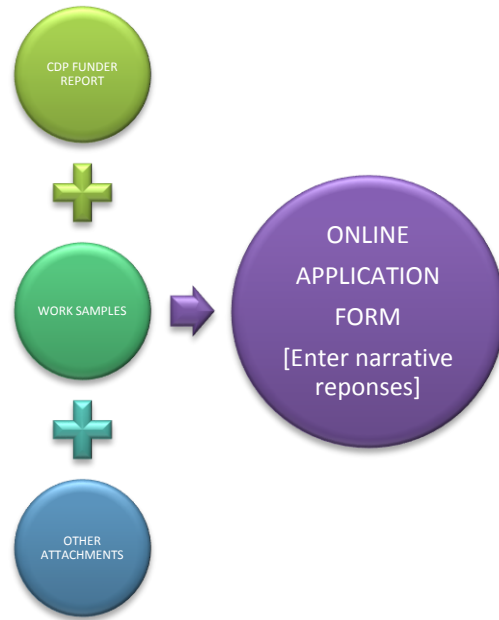 CDP FUNDER
REPORT
WORK SAMPLES
OTHER
ATTACHMENTS
ONLINE
APPLICATION
FORM
[Enter narrative
reponses]